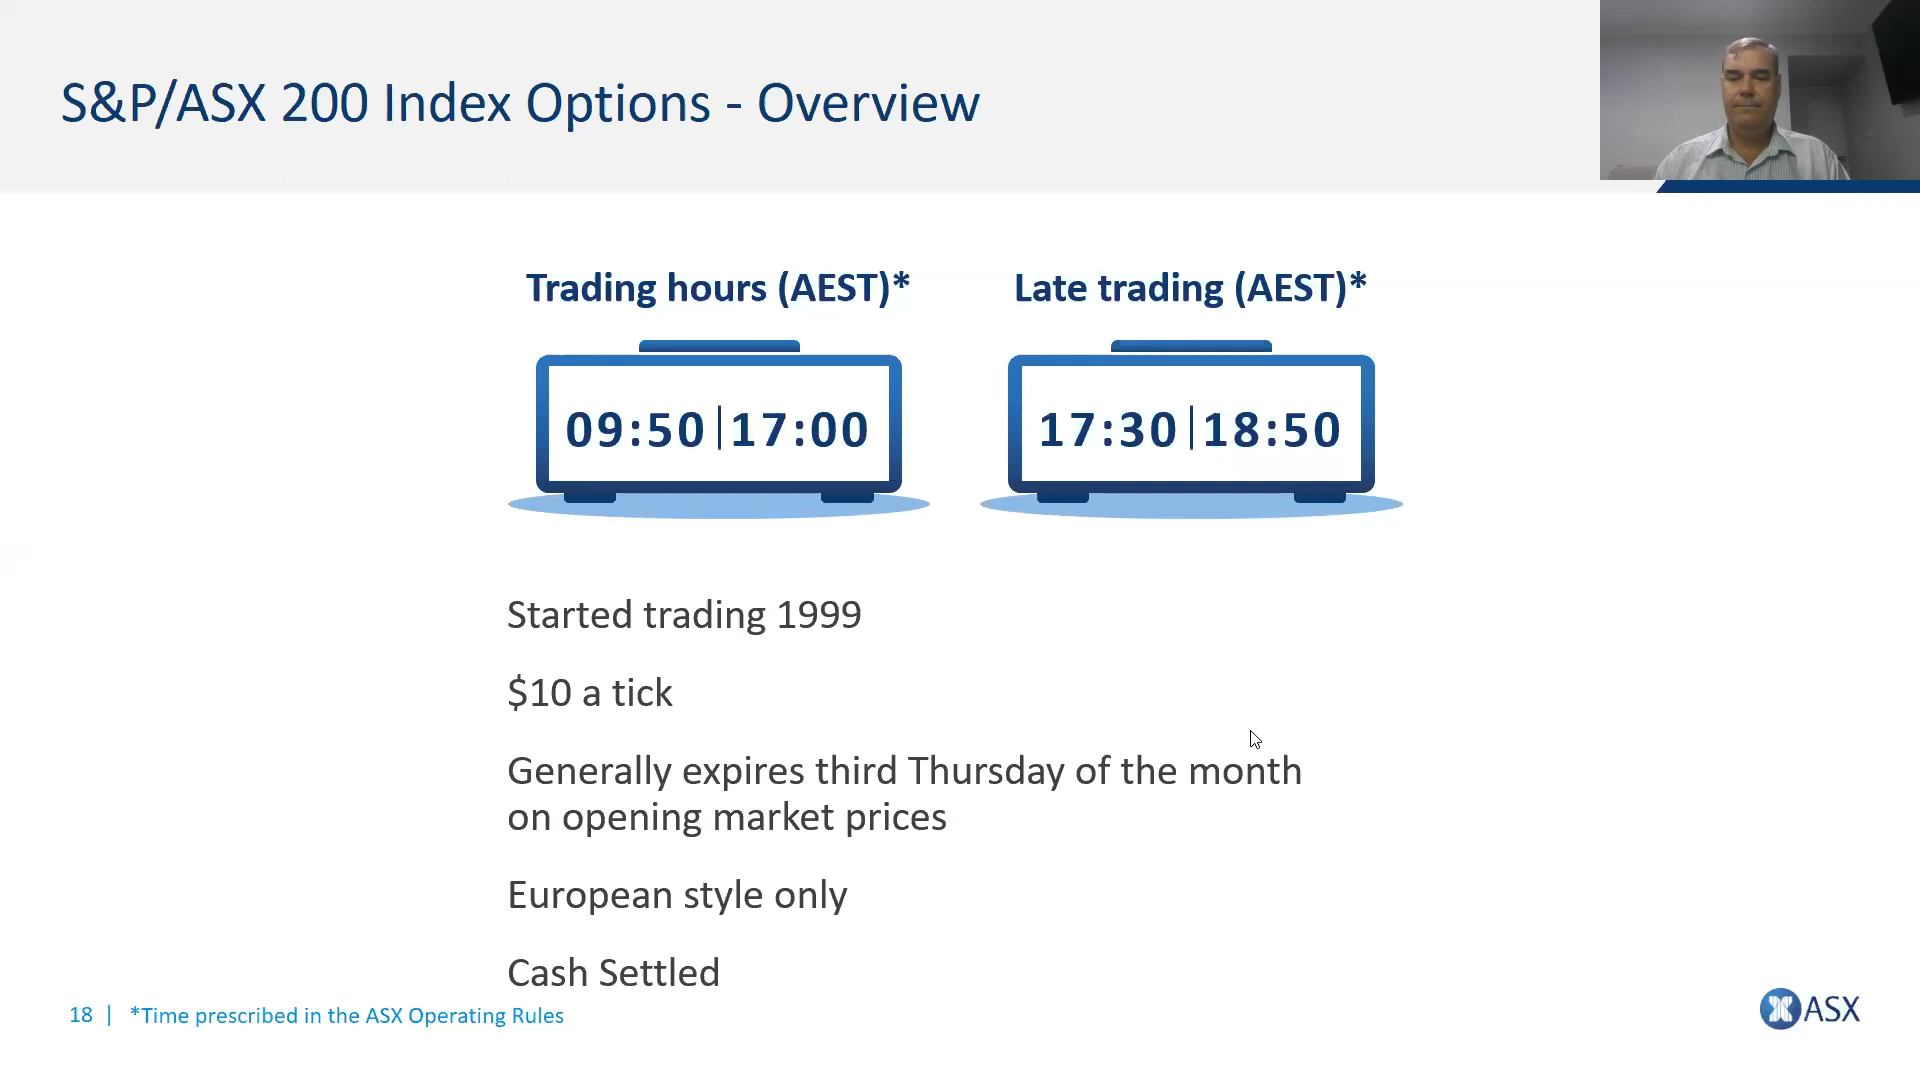 S&P/ASX 200 Index Options - Overview
Trading hours (AEST)*
Late trading (AEST)*
09:50|17:00
17:30|18:50
Started trading 1999
$10 a tick
Generally expires third Thursday of the month
on opening market prices
European style only
Cash Settled
18 | *Time prescribed in the ASX Operating Rules
ASX